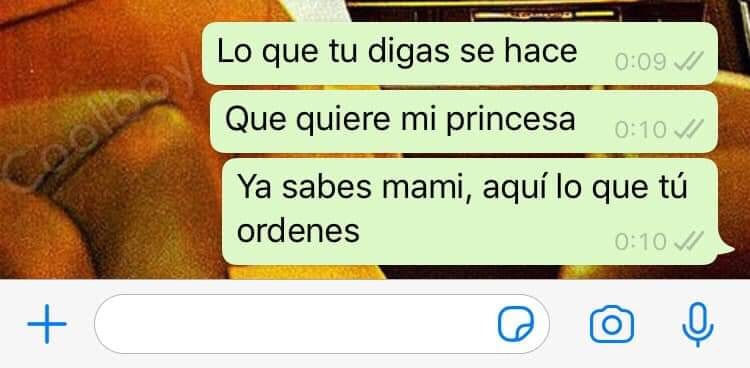 Coolboy
Lo que tu digas se hace
0:09
Que quiere mi princesa
0:10
Ya sabes mami, aquí lo que tú
ordenes
0:10